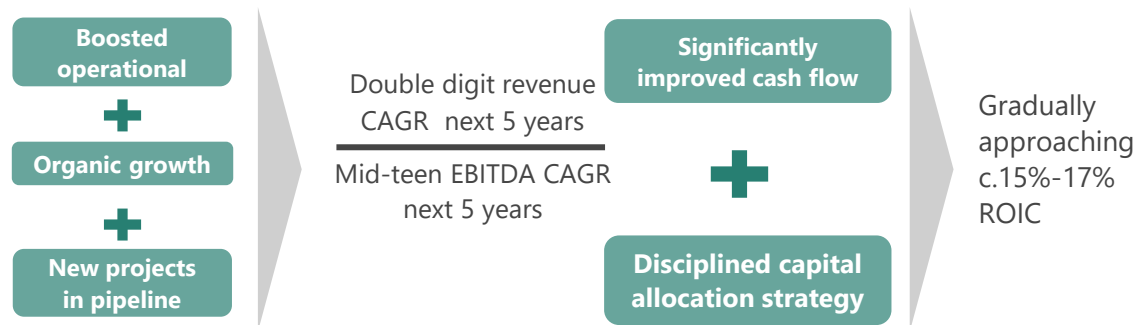 Boosted
operational
Organic growth
New projects
in pipeline
Double digit revenue
CAGR next 5 years
Mid-teen EBITDA CAGR
next 5 years
Significantly
improved cash flow
Disciplined capital
allocation strategy
Gradually
approaching
c.15%-17%
ROIC